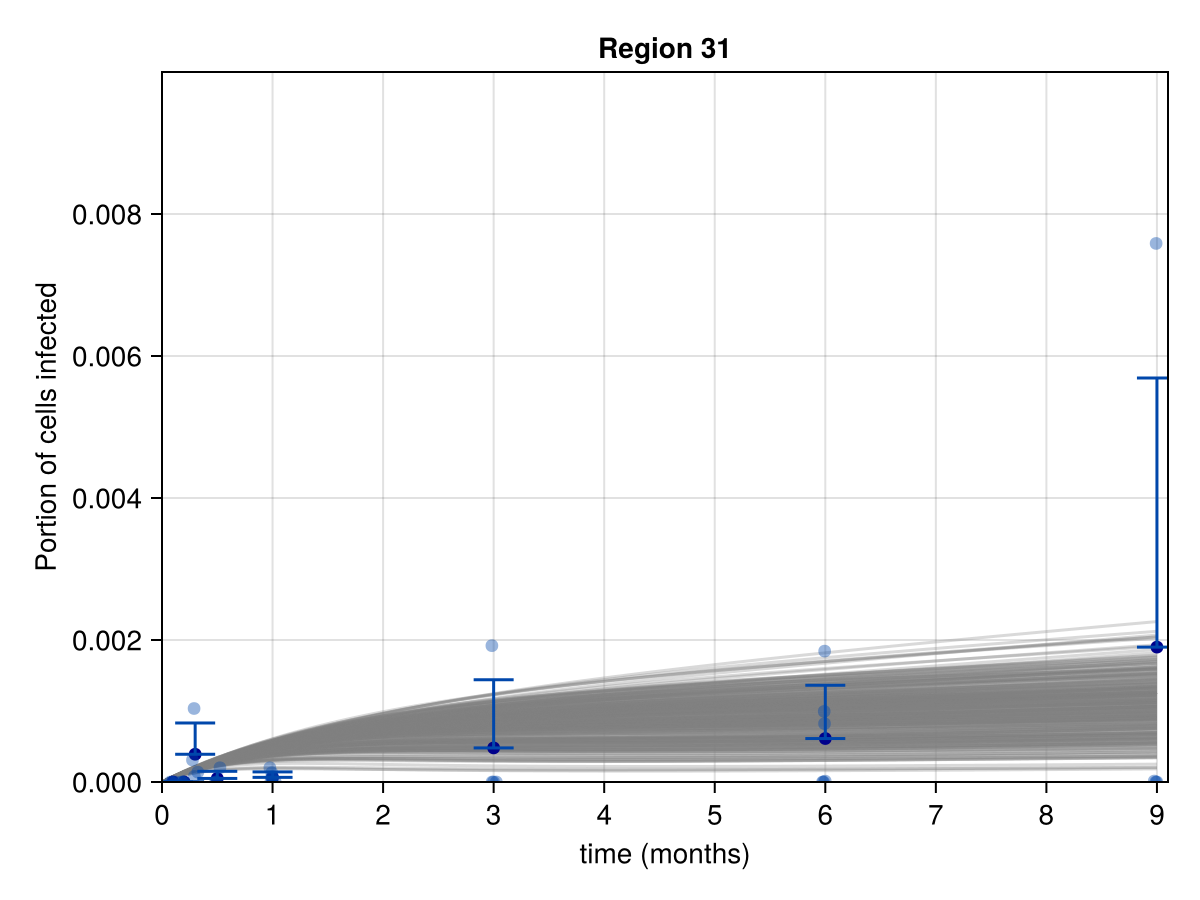 Region 31
Portion of cells infected
0.008
0.006
0.004
0.002
0.000
0 1 2 3 4 5 6 7 8 9
time (months)